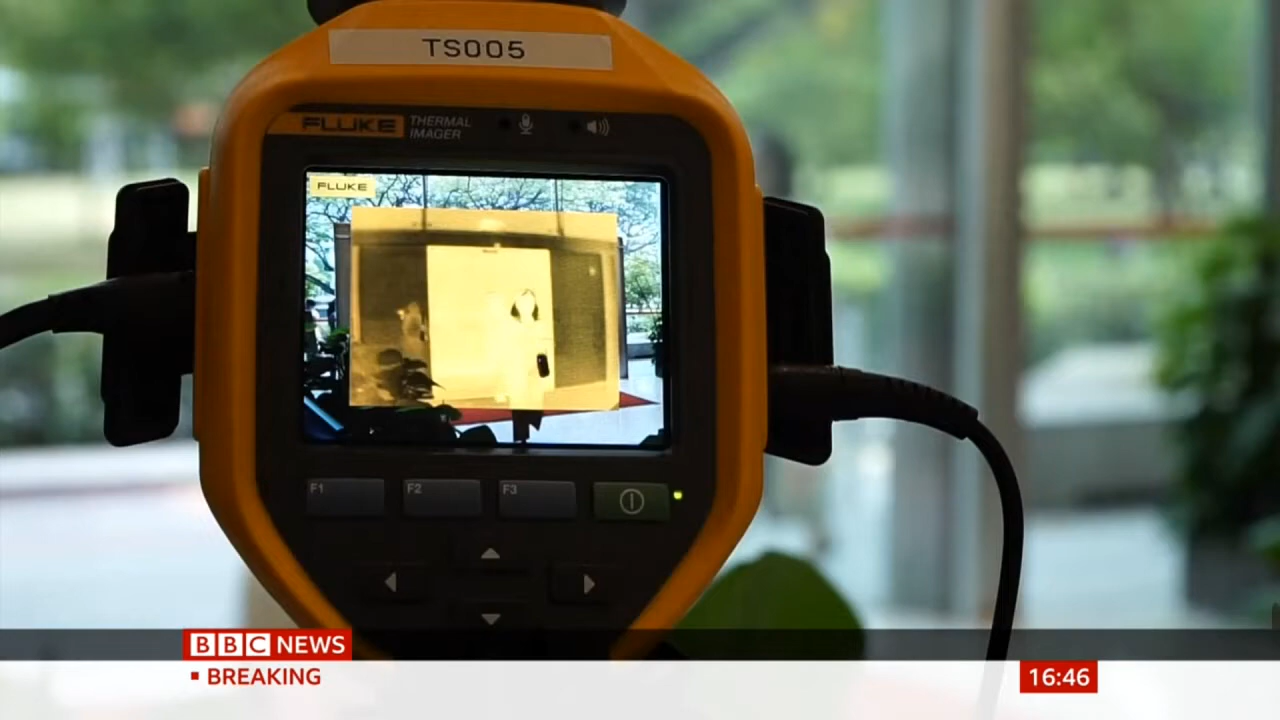 TS005
FLUKE THERMAL IMAGER
FLUKE
F1 F2 F3
BBC NEWS
BREAKING
16:46